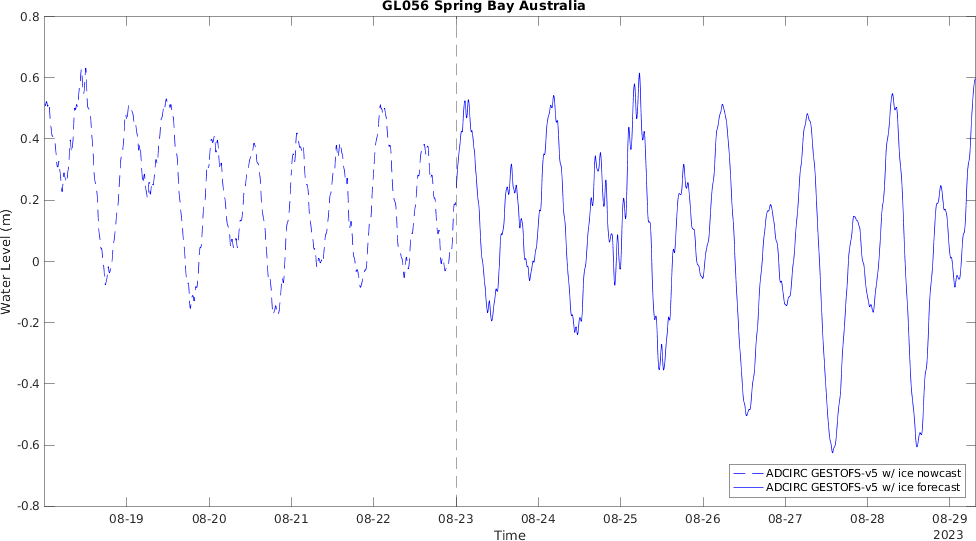 GL056 Spring Bay Australia
Water Level (m)
0.8
0.6
0.4
0.2
0
-0.2
-0.4
-0.6
-0.8
ADCIRC GESTOFS-v5 w/ ice nowcast
ADCIRC GESTOFS-v5 w/ ice forecast
08-19 08-20 08-21 08-22 08-23 08-24 08-25 08-26 08-27 08-28 08-29
Time
2023